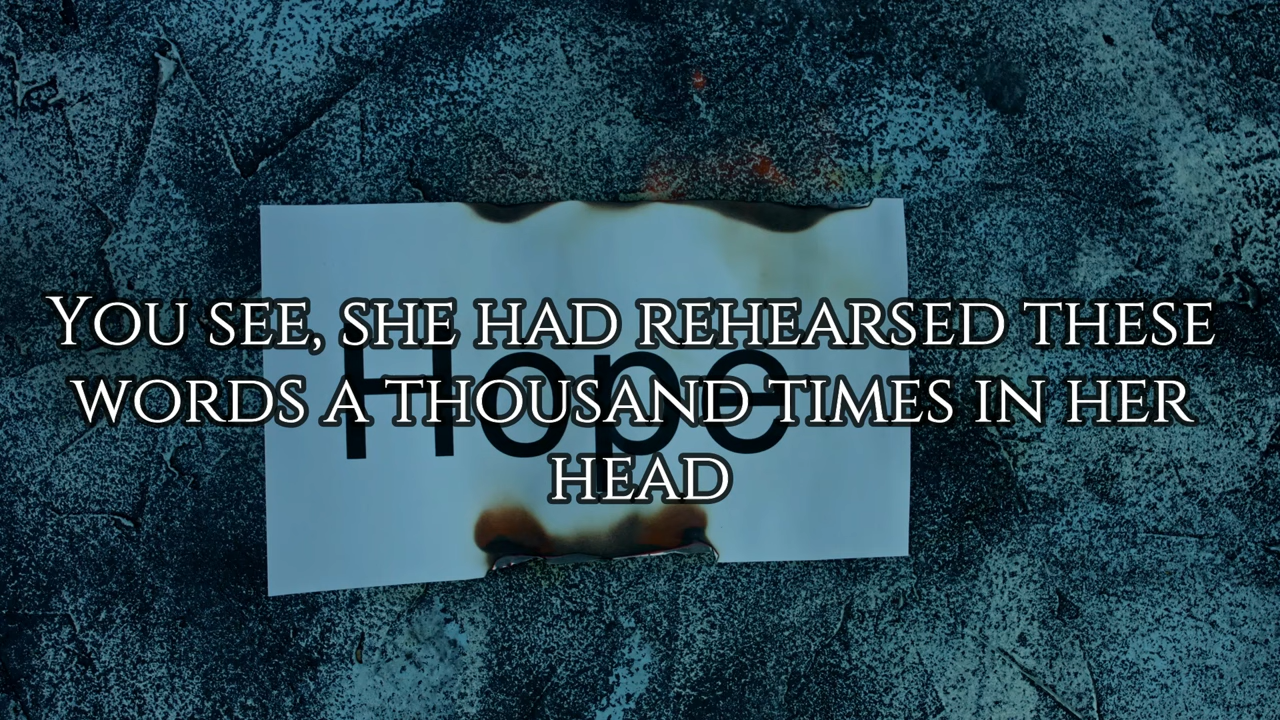 You see, she had rehearsed these
words a thousand times in her
head
Hope